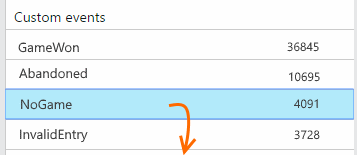 Custom events
GameWon 36845
Abandoned 10695
NoGame 4091
InvalidEntry 3728